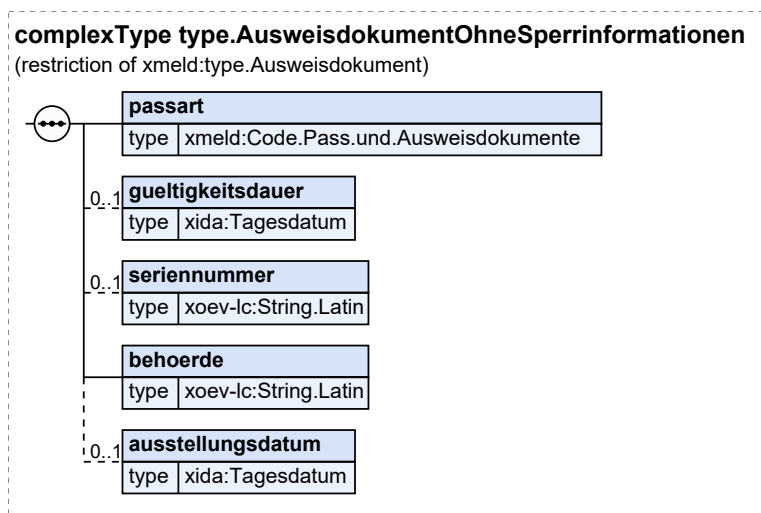 complexType type.AusweisdokumentOhneSperrinformationen
(restriction of xmeld:type.Ausweisdokument)
passart
type xmeld:Code.Pass.und.Ausweisdokumente
0..1 gueltigkeitsdauer
type xida:Tagesdatum
0..1 seriennummer
type xoev-lc:String.Latin
behoerde
type xoev-lc:String.Latin
0..1 ausstellungsdatum
type xida:Tagesdatum